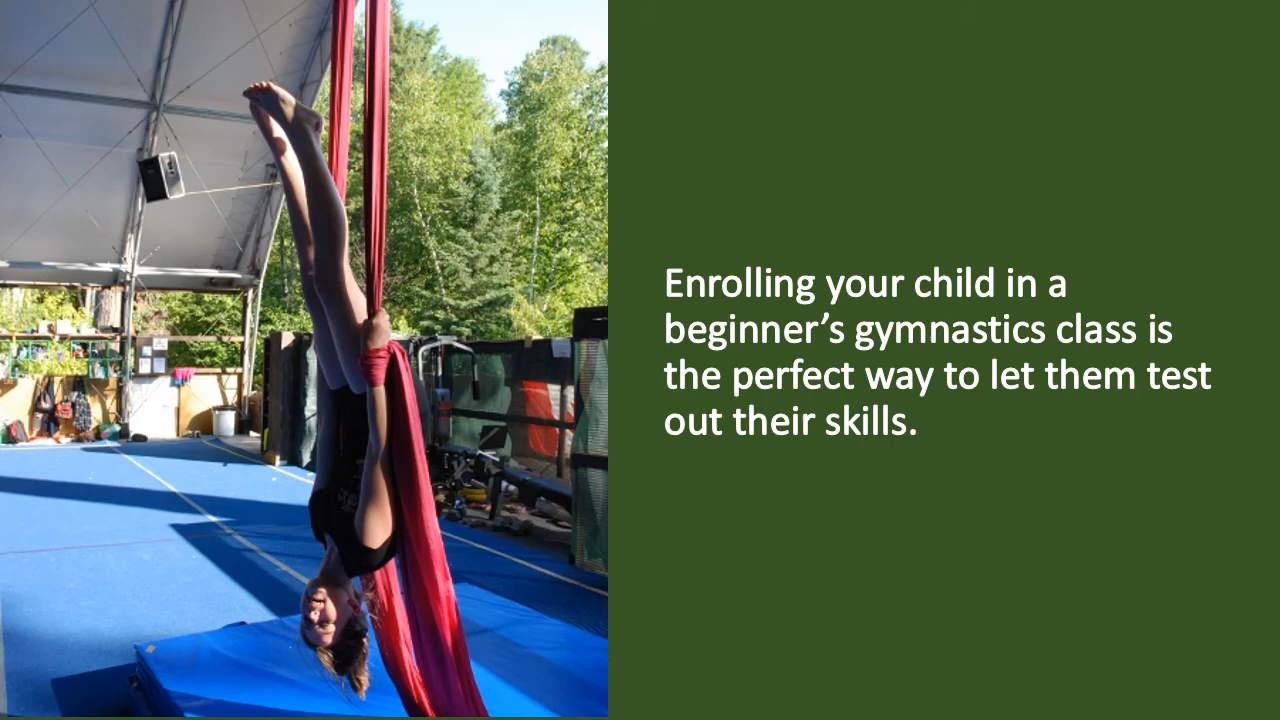 Enrolling your child in a
beginner’s gymnastics class is
the perfect way to let them test
out their skills.